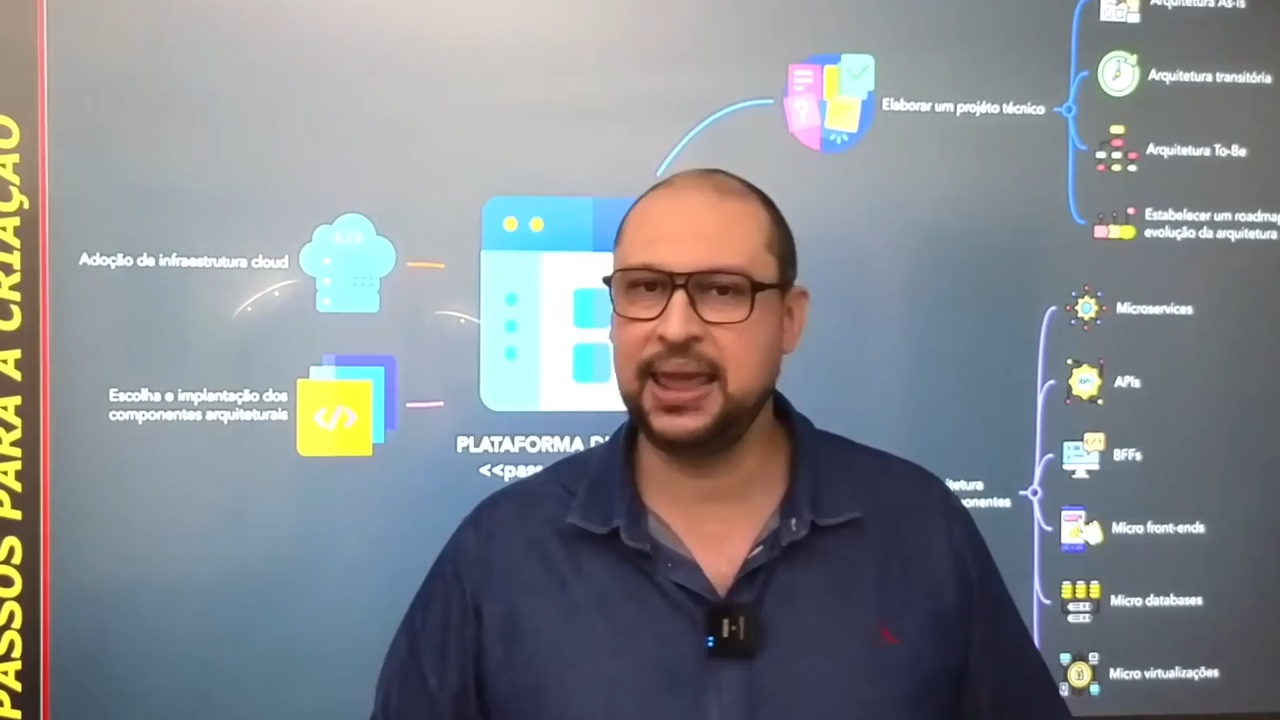 PASSOS PARA A CRIAÇÃO
Arquitetura As-Is
Elaborar um projéto técnico
Arquitetura transitória
Arquitetura To-Be
Estabelecer um roadmap
evolução da arquitetura
Adoção de infraestrutura cloud
Escolha e implantação dos
componentes arquiteturais
</>
PLATAFORMA
Microservices
APIs
API
BFFs
Micro front-ends
Micro databases
Micro virtualizações